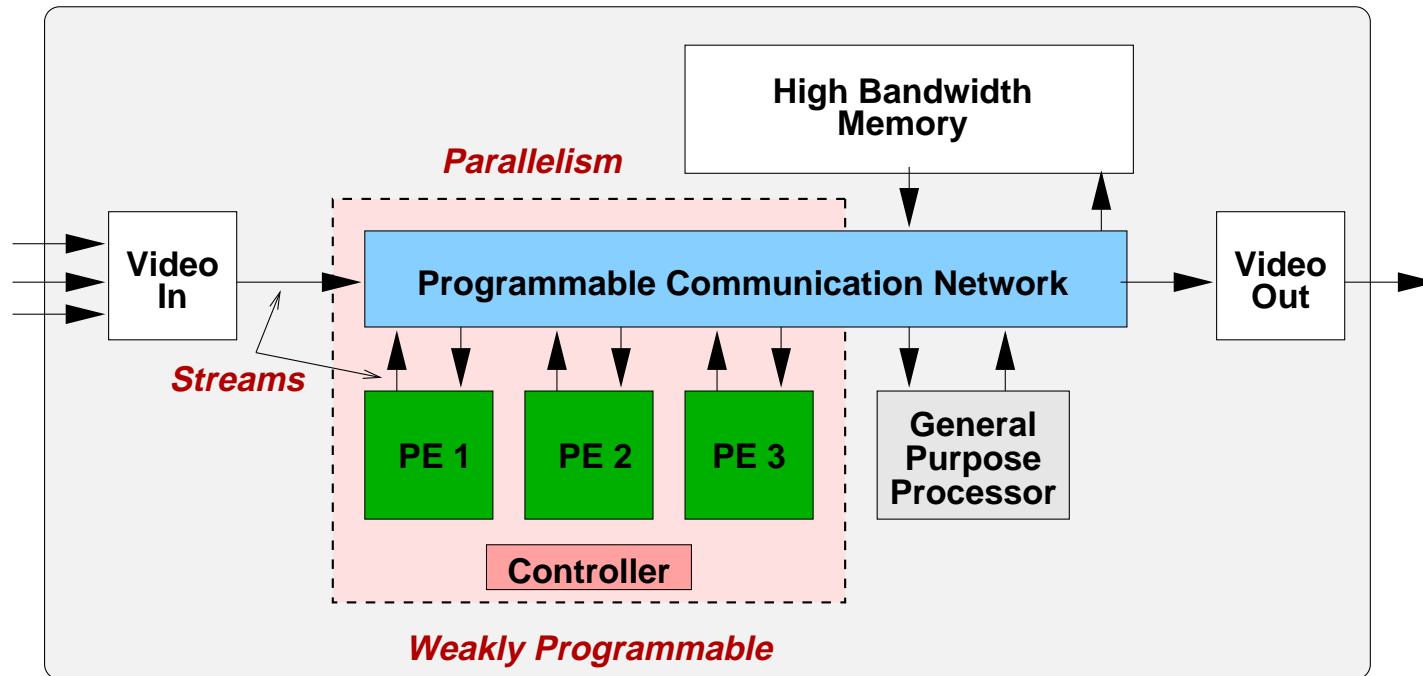 High Bandwidth
Memory
Parallelism
Video
In
Programmable Communication Network
Video
Out
Streams
PE 1
PE 2
PE 3
General
Purpose
Processor
Controller
Weakly Programmable